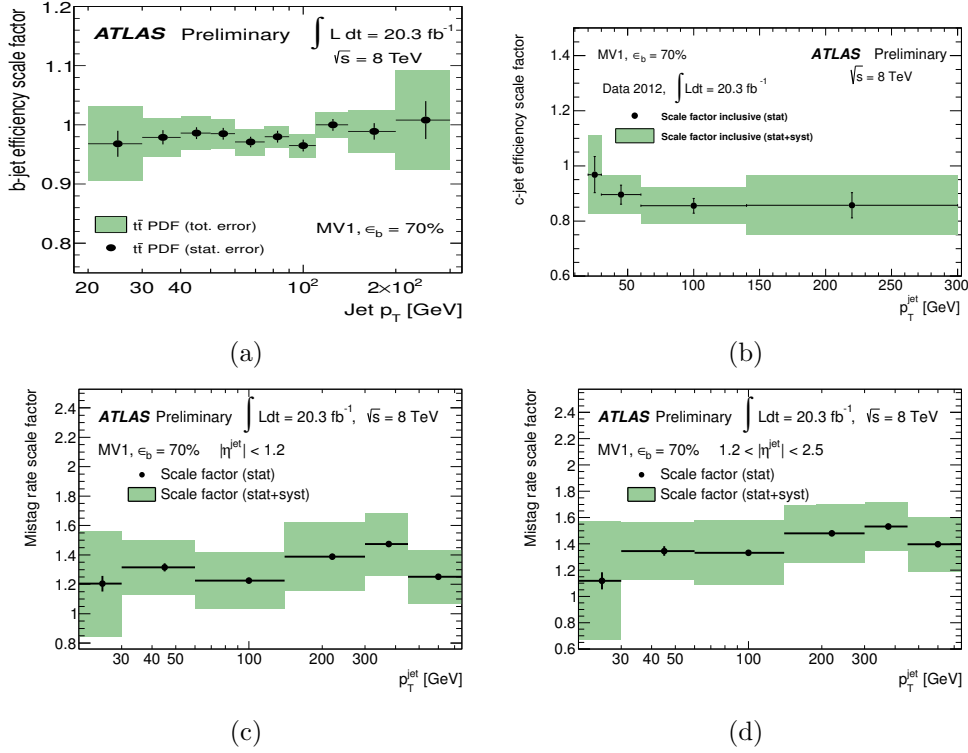 ATLAS Preliminary ∫ L dt = 20.3 fb⁻¹
√s = 8 TeV
b-jet efficiency scale factor
1.2
1.1
1
0.9
0.8
tt̄ PDF (tot. error)
tt̄ PDF (stat. error)
MV1, ε_b = 70%
20 30 40 10² 2×10²
Jet p_T [GeV]
(a)
c-jet efficiency scale factor
1.4
1.2
1
0.8
0.6
MV1, ε_b = 70%
ATLAS Preliminary
√s = 8 TeV
Data 2012, ∫ Ldt = 20.3 fb⁻¹
Scale factor inclusive (stat)
Scale factor inclusive (stat+syst)
50 100 150 200 250 300
p_T^jet [GeV]
(b)
Mistag rate scale factor
2.4
2.2
2
1.8
1.6
1.4
1.2
1
0.8
ATLAS Preliminary ∫ Ldt = 20.3 fb⁻¹, √s = 8 TeV
MV1, ε_b = 70% |η^jet| < 1.2
Scale factor (stat)
Scale factor (stat+syst)
30 40 50 100 200 300
p_T^jet [GeV]
(c)
Mistag rate scale factor
2.4
2.2
2
1.8
1.6
1.4
1.2
1
0.8
0.6
ATLAS Preliminary ∫ Ldt = 20.3 fb⁻¹, √s = 8 TeV
MV1, ε_b = 70% 1.2 < |η^jet| < 2.5
Scale factor (stat)
Scale factor (stat+syst)
30 40 50 100 200 300
p_T^jet [GeV]
(d)